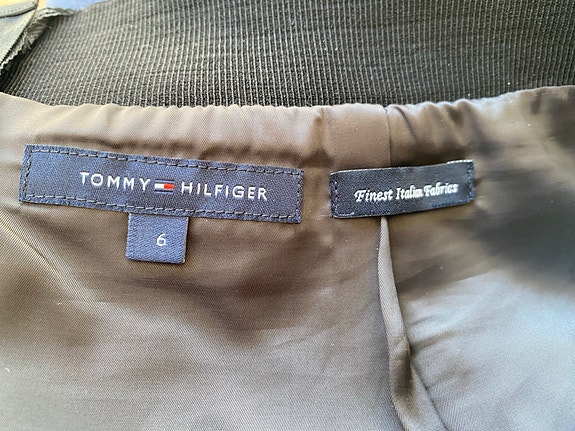 TOMMY HILFIGER
6
Finest Italian Fabrics